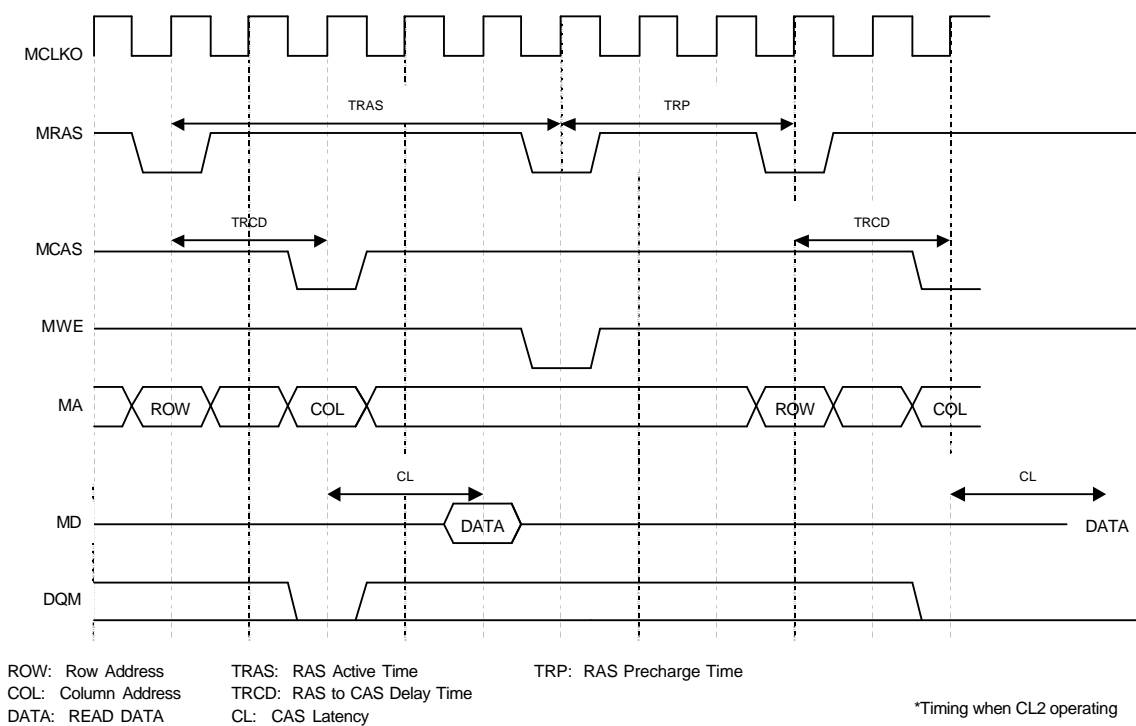 MCLKO
TRAS TRP
MRAS
TRCD TRCD
MCAS
MWE
MA ROW COL ROW COL
CL CL
MD DATA DATA
DQM
ROW: Row Address TRAS: RAS Active Time TRP: RAS Precharge Time
COL: Column Address TRCD: RAS to CAS Delay Time
DATA: READ DATA CL: CAS Latency *Timing when CL2 operating